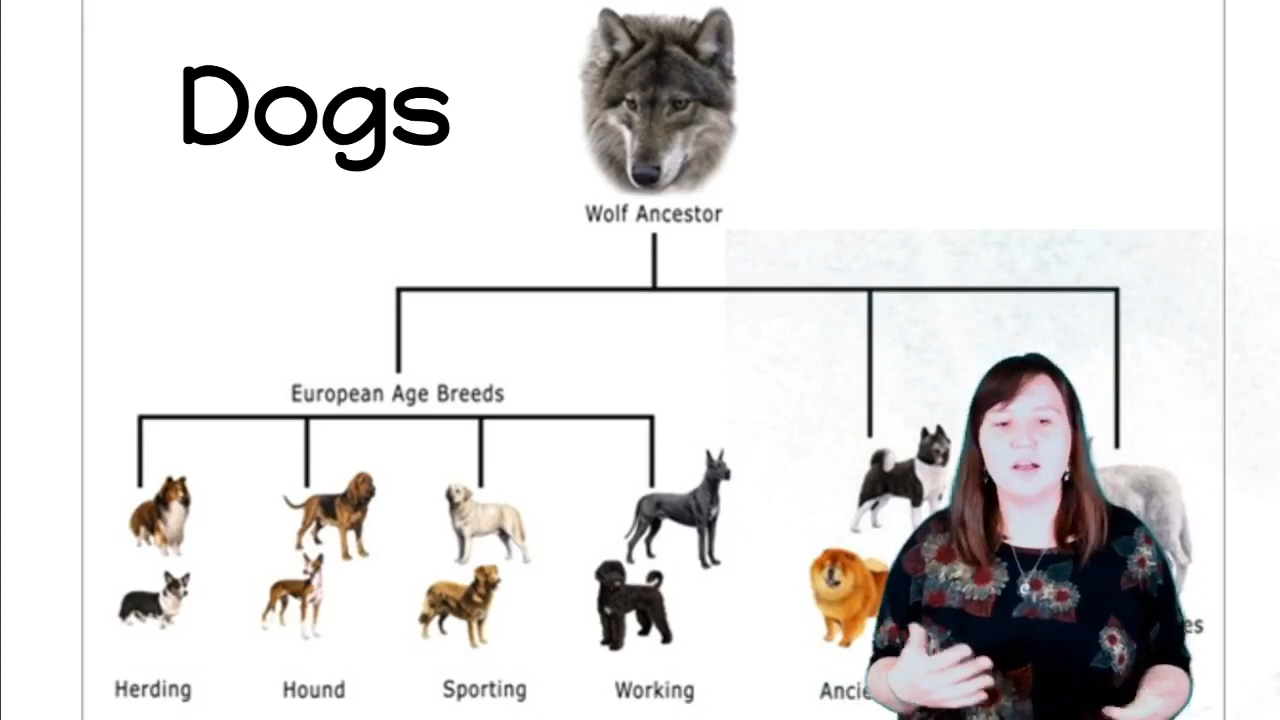 Dogs
Wolf Ancestor
European Age Breeds
Herding
Hound
Sporting
Working